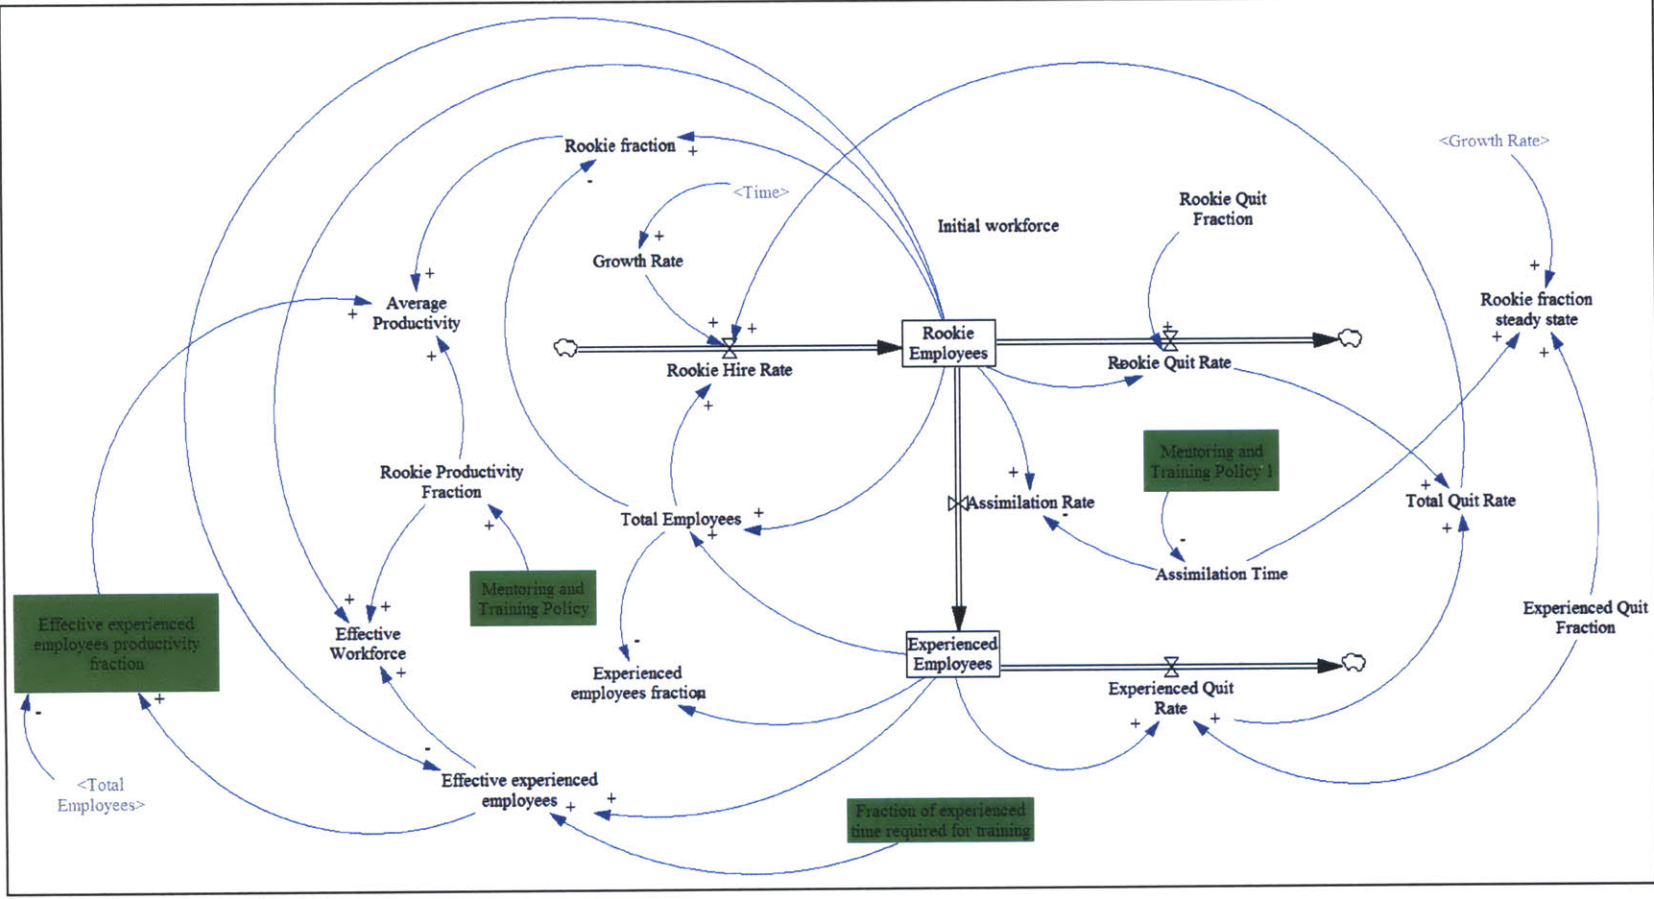 Rookie fraction
<Growth Rate>
<Time>
Rookie Quit
Fraction
Initial workforce
Growth Rate
Average
Productivity
Rookie fraction
steady state
Rookie
Employees
Rookie Hire Rate
Rookie Quit Rate
Rookie Productivity
Fraction
Mentoring and
Training Policy 1
Total Employees
Assimilation Rate
Total Quit Rate
Assimilation Time
Mentoring and
Training Policy
Effective experienced
employees productivity
fraction
Effective
Workforce
Experienced Quit
Fraction
Experienced
Employees
Experienced
employees fraction
Experienced Quit
Rate
<Total
Employees>
Effective experienced
employees
Fraction of experienced
time required for training